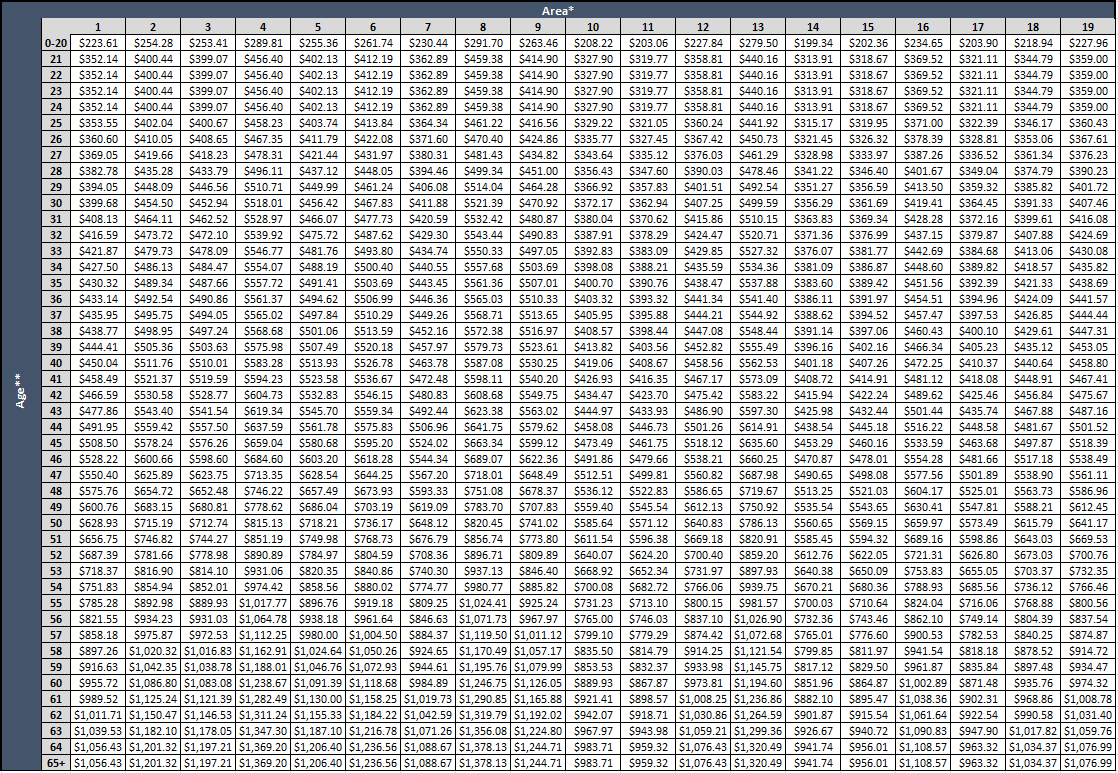 Area*
1 2 3 4 5 6 7 8 9 10 11 12 13 14 15 16 17 18 19
0-20 $223.61 $254.28 $253.41 $289.81 $255.36 $261.74 $230.44 $291.70 $263.46 $208.22 $203.06 $227.84 $279.50 $199.34 $202.36 $234.65 $203.90 $218.94 $227.96
21 $352.14 $400.44 $399.07 $456.40 $402.13 $412.19 $362.89 $459.38 $414.90 $327.90 $319.77 $358.81 $440.16 $313.91 $318.67 $369.52 $321.11 $344.79 $359.00
22 $352.14 $400.44 $399.07 $456.40 $402.13 $412.19 $362.89 $459.38 $414.90 $327.90 $319.77 $358.81 $440.16 $313.91 $318.67 $369.52 $321.11 $344.79 $359.00
23 $352.14 $400.44 $399.07 $456.40 $402.13 $412.19 $362.89 $459.38 $414.90 $327.90 $319.77 $358.81 $440.16 $313.91 $318.67 $369.52 $321.11 $344.79 $359.00
24 $352.14 $400.44 $399.07 $456.40 $402.13 $412.19 $362.89 $459.38 $414.90 $327.90 $319.77 $358.81 $440.16 $313.91 $318.67 $369.52 $321.11 $344.79 $359.00
25 $353.55 $402.04 $400.67 $458.23 $403.74 $413.84 $364.34 $461.22 $416.56 $329.22 $321.05 $360.24 $441.92 $315.17 $319.95 $371.00 $322.39 $346.17 $360.43
26 $360.60 $410.05 $408.65 $467.35 $411.79 $422.08 $371.60 $470.40 $424.86 $335.77 $327.45 $367.42 $450.73 $321.45 $326.32 $378.39 $328.81 $353.06 $367.61
27 $369.05 $419.66 $418.23 $478.31 $421.44 $431.97 $380.31 $481.43 $434.82 $343.64 $335.12 $376.03 $461.29 $328.98 $333.97 $387.26 $336.52 $361.34 $376.23
28 $382.78 $435.28 $433.79 $496.11 $437.12 $448.05 $394.46 $499.34 $451.00 $356.43 $347.60 $390.03 $478.46 $341.22 $346.40 $401.67 $349.04 $374.79 $390.23
29 $394.05 $448.09 $446.56 $510.71 $449.99 $461.24 $406.08 $514.04 $464.28 $366.92 $357.83 $401.51 $492.54 $351.27 $356.59 $413.50 $359.32 $385.82 $401.72
30 $399.68 $454.50 $452.94 $518.01 $456.42 $467.83 $411.88 $521.39 $470.92 $372.17 $362.94 $407.25 $499.59 $356.29 $361.69 $419.41 $364.45 $391.33 $407.46
31 $408.13 $464.11 $462.52 $528.97 $466.07 $477.73 $420.59 $532.42 $480.87 $380.04 $370.62 $415.86 $510.15 $363.83 $369.34 $428.28 $372.16 $399.61 $416.08
32 $416.59 $473.72 $472.10 $539.92 $475.72 $487.62 $429.30 $543.44 $490.83 $387.91 $378.29 $424.47 $520.71 $371.36 $376.99 $437.15 $379.87 $407.88 $424.69
33 $421.87 $479.73 $478.09 $546.77 $481.76 $493.80 $434.74 $550.33 $497.05 $392.83 $383.09 $429.85 $527.32 $376.07 $381.77 $442.69 $384.68 $413.06 $430.08
34 $427.50 $486.13 $484.47 $554.07 $488.19 $500.40 $440.55 $557.68 $503.69 $398.08 $388.21 $435.59 $534.36 $381.09 $386.87 $448.60 $389.82 $418.57 $435.82
35 $430.32 $489.34 $487.66 $557.72 $491.41 $503.69 $443.45 $561.36 $507.01 $400.70 $390.76 $438.47 $537.88 $383.60 $389.42 $451.56 $392.39 $421.33 $438.69
36 $433.14 $492.54 $490.86 $561.37 $494.62 $506.99 $446.36 $565.03 $510.33 $403.32 $393.32 $441.34 $541.40 $386.11 $391.97 $454.51 $394.96 $424.09 $441.57
37 $435.95 $495.75 $494.05 $565.02 $497.84 $510.29 $449.26 $568.71 $513.65 $405.95 $395.88 $444.21 $544.92 $388.62 $394.52 $457.47 $397.53 $426.85 $444.44
38 $438.77 $498.95 $497.24 $568.68 $501.06 $513.59 $452.16 $572.38 $516.97 $408.57 $398.44 $447.08 $548.44 $391.14 $397.06 $460.43 $400.10 $429.61 $447.31
39 $444.41 $505.36 $503.63 $575.98 $507.49 $520.18 $457.97 $579.73 $523.61 $413.82 $403.56 $452.82 $555.49 $396.16 $402.16 $466.34 $405.23 $435.12 $453.05
40 $450.04 $511.76 $510.01 $583.28 $513.93 $526.78 $463.78 $587.08 $530.25 $419.06 $408.67 $458.56 $562.53 $401.18 $407.26 $472.25 $410.37 $440.64 $458.80
41 $458.49 $521.37 $519.59 $594.23 $523.58 $536.67 $472.48 $598.11 $540.20 $426.93 $416.35 $467.17 $573.09 $408.72 $414.91 $481.12 $418.08 $448.91 $467.41
42 $466.59 $530.58 $528.77 $604.73 $532.83 $546.15 $480.83 $608.68 $549.75 $434.47 $423.70 $475.42 $583.22 $415.94 $422.24 $489.62 $425.46 $456.84 $475.67
43 $477.86 $543.40 $541.54 $619.34 $545.70 $559.34 $492.44 $623.38 $563.02 $444.97 $433.93 $486.90 $597.30 $425.98 $432.44 $501.44 $435.74 $467.88 $487.16
44 $491.95 $559.42 $557.50 $637.59 $561.78 $575.83 $506.96 $641.75 $579.62 $458.08 $446.73 $501.26 $614.91 $438.54 $445.18 $516.22 $448.58 $481.67 $501.52
45 $508.50 $578.24 $576.26 $659.04 $580.68 $595.20 $524.02 $663.34 $599.12 $473.49 $461.75 $518.12 $635.60 $453.29 $460.16 $533.59 $463.68 $497.87 $518.39
46 $528.22 $600.66 $598.60 $684.60 $603.20 $618.28 $544.34 $689.07 $622.36 $491.86 $479.66 $538.21 $660.25 $470.87 $478.01 $554.28 $481.66 $517.18 $538.49
47 $550.40 $625.89 $623.75 $713.35 $628.54 $644.25 $567.20 $718.01 $648.49 $512.51 $499.81 $560.82 $687.98 $490.65 $498.08 $577.56 $501.89 $538.90 $561.11
48 $575.76 $654.72 $652.48 $746.22 $657.49 $673.93 $593.33 $751.08 $678.37 $536.12 $522.83 $586.65 $719.67 $513.25 $521.03 $604.17 $525.01 $563.73 $586.96
49 $600.76 $683.15 $680.81 $778.62 $686.04 $703.19 $619.09 $783.70 $707.83 $559.40 $545.54 $612.13 $750.92 $535.54 $543.65 $630.41 $547.81 $588.21 $612.45
50 $628.93 $715.19 $712.74 $815.13 $718.21 $736.17 $648.12 $820.45 $741.02 $585.64 $571.12 $640.83 $786.13 $560.65 $569.15 $659.97 $573.49 $615.79 $641.17
51 $656.75 $746.82 $744.27 $851.19 $749.98 $768.73 $676.79 $856.74 $773.80 $611.54 $596.38 $669.18 $820.91 $585.45 $594.32 $689.16 $598.86 $643.03 $669.53
52 $687.39 $781.66 $778.98 $890.89 $784.97 $804.59 $708.36 $896.71 $809.89 $640.07 $624.20 $700.40 $859.20 $612.76 $622.05 $721.31 $626.80 $673.03 $700.76
53 $718.37 $816.90 $814.10 $931.06 $820.35 $840.86 $740.30 $937.13 $846.40 $668.92 $652.34 $731.97 $897.93 $640.38 $650.09 $753.83 $655.05 $703.37 $732.35
54 $751.83 $854.94 $852.01 $974.42 $858.56 $880.02 $774.77 $980.77 $885.82 $700.08 $682.72 $766.06 $939.75 $670.21 $680.36 $788.93 $685.56 $736.12 $766.46
55 $785.28 $892.98 $889.93 $1,017.77 $896.76 $919.18 $809.25 $1,024.41 $925.24 $731.23 $713.10 $800.15 $981.57 $700.03 $710.64 $824.04 $716.06 $768.88 $800.56
56 $821.55 $934.23 $931.03 $1,064.78 $938.18 $961.64 $846.63 $1,071.73 $967.97 $765.00 $746.03 $837.10 $1,026.90 $732.36 $743.46 $862.10 $749.14 $804.39 $837.54
57 $858.18 $975.87 $972.53 $1,112.25 $980.00 $1,004.50 $884.37 $1,119.50 $1,011.12 $799.10 $779.29 $874.42 $1,072.68 $765.01 $776.60 $900.53 $782.53 $840.25 $874.87
58 $897.26 $1,020.32 $1,016.83 $1,162.91 $1,024.64 $1,050.26 $924.65 $1,170.49 $1,057.17 $835.50 $814.79 $914.25 $1,121.54 $799.85 $811.97 $941.54 $818.18 $878.52 $914.72
59 $916.63 $1,042.35 $1,038.78 $1,188.01 $1,046.76 $1,072.93 $944.61 $1,195.76 $1,079.99 $853.53 $832.37 $933.98 $1,145.75 $817.12 $829.50 $961.87 $835.84 $897.48 $934.47
60 $955.72 $1,086.80 $1,083.08 $1,238.67 $1,091.39 $1,118.68 $984.89 $1,246.75 $1,126.05 $889.93 $867.87 $973.81 $1,194.60 $851.96 $864.87 $1,002.89 $871.48 $935.76 $974.32
61 $989.52 $1,125.24 $1,121.39 $1,282.49 $1,130.00 $1,158.25 $1,019.73 $1,290.85 $1,165.88 $921.41 $898.57 $1,008.25 $1,236.86 $882.10 $895.47 $1,038.36 $902.31 $968.86 $1,008.78
62 $1,011.71 $1,150.47 $1,146.53 $1,311.24 $1,155.33 $1,184.22 $1,042.59 $1,319.79 $1,192.02 $942.07 $918.71 $1,030.86 $1,264.59 $901.87 $915.54 $1,061.64 $922.54 $990.58 $1,031.40
63 $1,039.53 $1,182.10 $1,178.05 $1,347.30 $1,187.10 $1,216.78 $1,071.26 $1,356.08 $1,224.80 $967.97 $943.98 $1,059.21 $1,299.36 $926.67 $940.72 $1,090.83 $947.90 $1,017.82 $1,059.76
64 $1,056.43 $1,201.32 $1,197.21 $1,369.20 $1,206.40 $1,236.56 $1,088.67 $1,378.13 $1,244.71 $983.71 $959.32 $1,076.43 $1,320.49 $941.74 $956.01 $1,108.57 $963.32 $1,034.37 $1,076.99
65+ $1,056.43 $1,201.32 $1,197.21 $1,369.20 $1,206.40 $1,236.56 $1,088.67 $1,378.13 $1,244.71 $983.71 $959.32 $1,076.43 $1,320.49 $941.74 $956.01 $1,108.57 $963.32 $1,034.37 $1,076.99
Age**